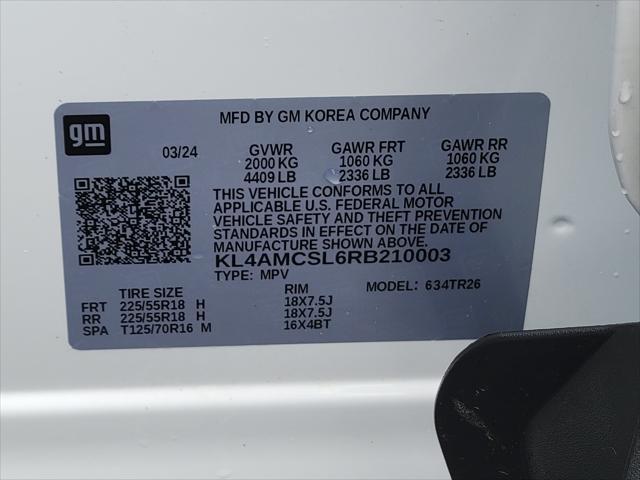 gm
MFD BY GM KOREA COMPANY
03/24 GVWR GAWR FRT GAWR RR
2000 KG 1060 KG 1060 KG
4409 LB 2336 LB 2336 LB
THIS VEHICLE CONFORMS TO ALL
APPLICABLE U.S. FEDERAL MOTOR
VEHICLE SAFETY AND THEFT PREVENTION
STANDARDS IN EFFECT ON THE DATE OF
MANUFACTURE SHOWN ABOVE.
KL4AMCSL6RB210003
TYPE: MPV MODEL: 634TR26
TIRE SIZE RIM
FRT 225/55R18 H 18X7.5J
RR 225/55R18 H 18X7.5J
SPA T125/70R16 M 16X4BT